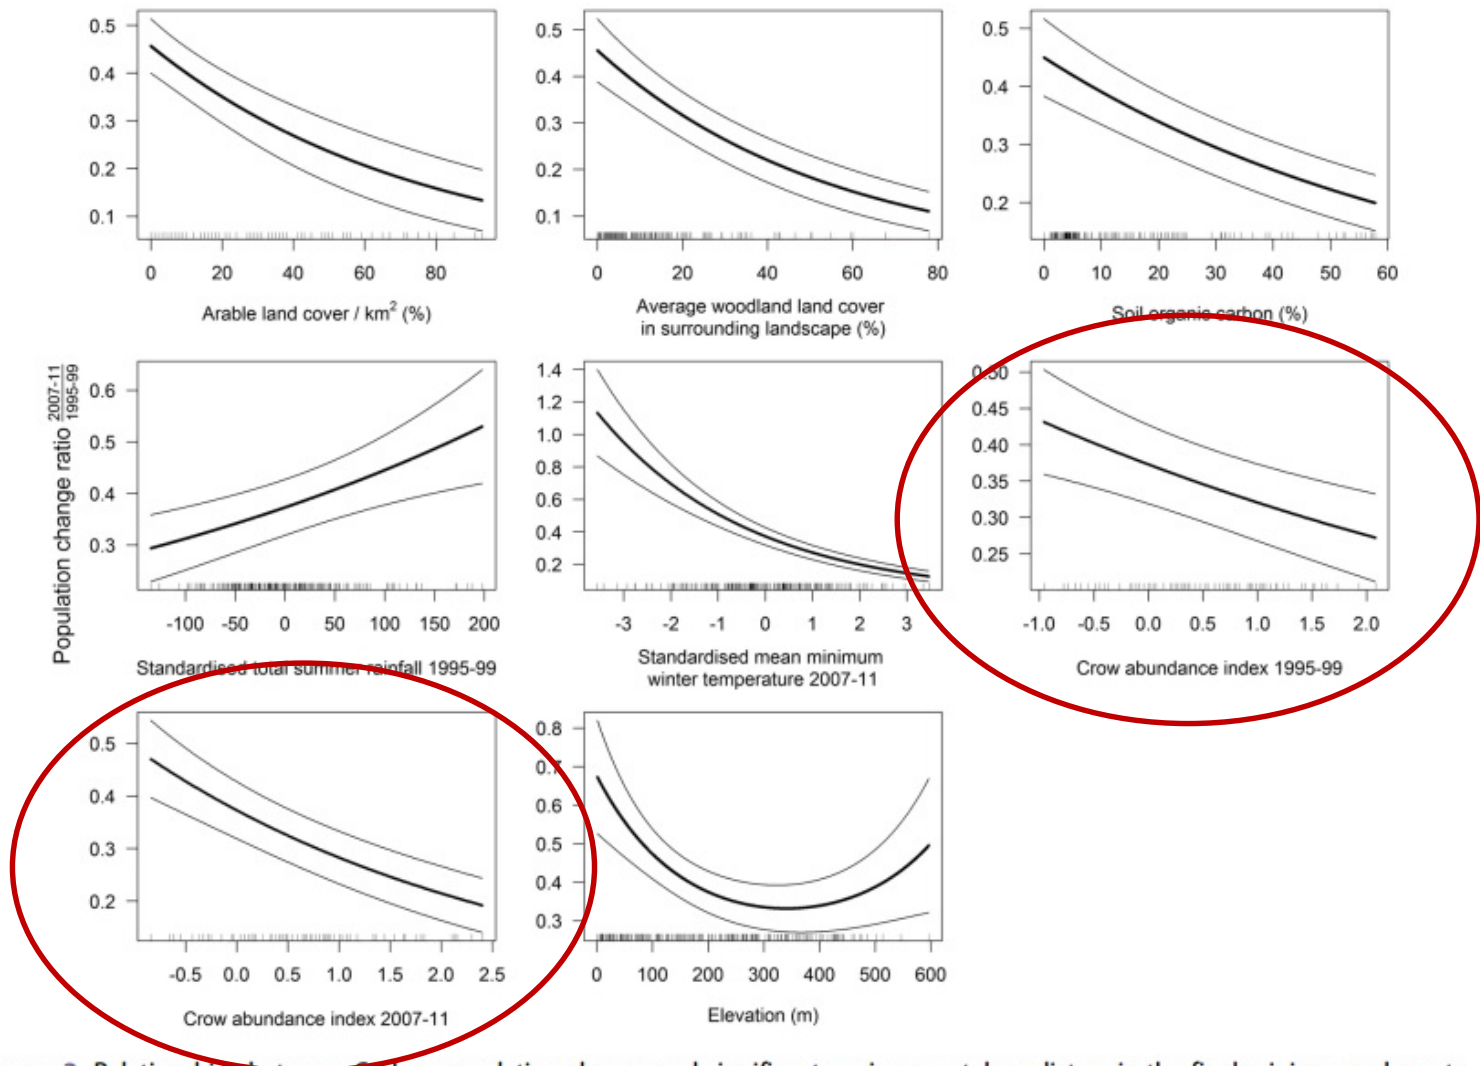 0.5
0.4
0.3
0.2
0.1
0 20 40 60 80
Arable land cover / km² (%)
0.5
0.4
0.3
0.2
0.1
0 20 40 60 80
Average woodland land cover
in surrounding landscape (%)
0.5
0.4
0.3
0.2
0 10 20 30 40 50 60
Soil organic carbon (%)
Population change ratio 2007-11
1995-99
0.6
0.5
0.4
0.3
-100 -50 0 50 100 150 200
Standardised total summer rainfall 1995-99
1.4
1.2
1.0
0.8
0.6
0.4
0.2
-3 -2 -1 0 1 2 3
Standardised mean minimum
winter temperature 2007-11
0.50
0.45
0.40
0.35
0.30
0.25
-1.0 -0.5 0.0 0.5 1.0 1.5 2.0
Crow abundance index 1995-99
0.5
0.4
0.3
0.2
-0.5 0.0 0.5 1.0 1.5 2.0 2.5
Crow abundance index 2007-11
0.8
0.7
0.6
0.5
0.4
0.3
0 100 200 300 400 500 600
Elevation (m)